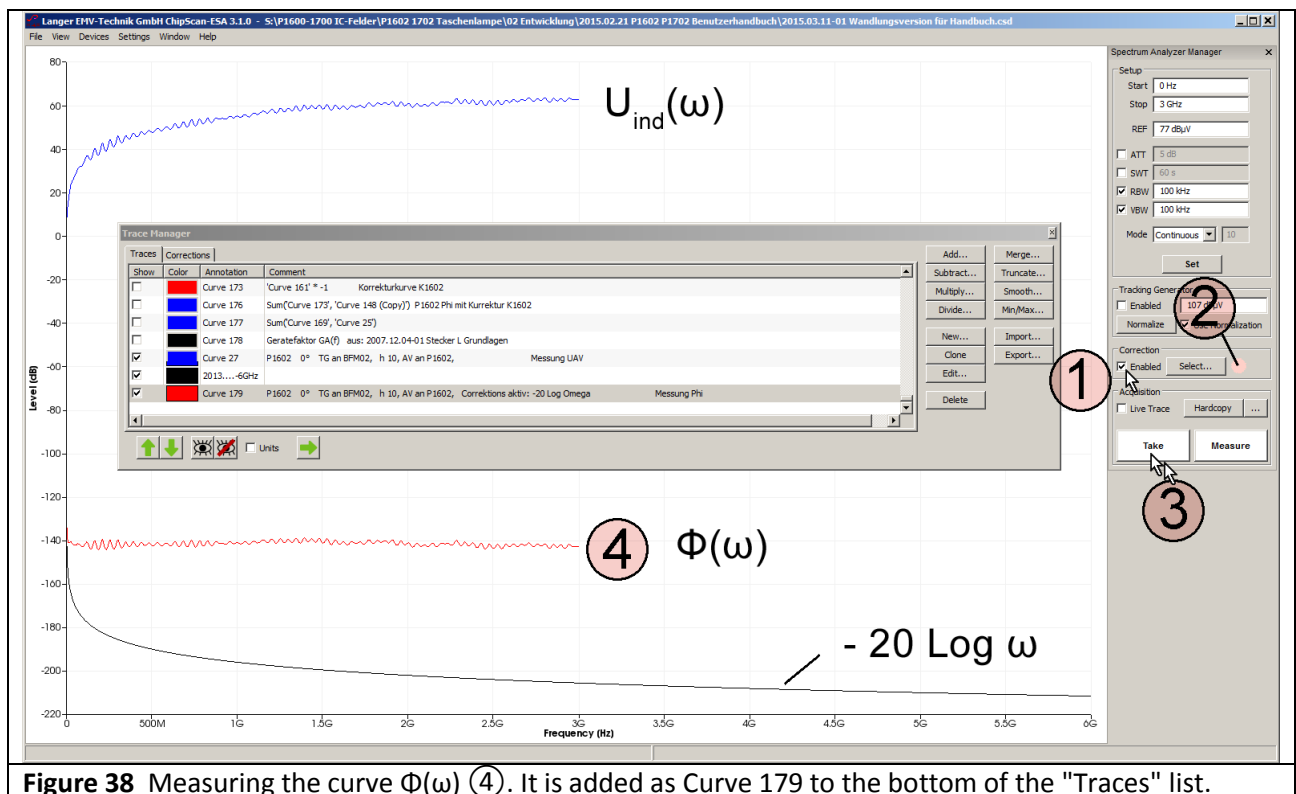 Langer EMV-Technik GmbH ChipScan-ESA 3.1.0 - S:\P1600-1700 IC-Felder\P1602 1702 Taschenlampe\02 Entwicklung\2015.02.21 P1602 P1702 Benutzerhandbuch\2015.03.11-01 Wandlungsversion für Handbuch.csd
File View Devices Settings Window Help
Spectrum Analyzer Manager
Setup
Start 0 Hz
Stop 3 GHz
REF 77 dBµV
ATT 5 dB
SWT 60 s
RBW 100 kHz
VBW 100 kHz
Mode Continuous 10
Set
Tracking Generator
Enabled 107 dBµV
Normalize Use Normalization
2
Correction
Enabled Select...
1
Acquisition
Live Trace Hardcopy ...
Take Measure
3
Level (dB)
80
60
40
20
0
-20
-40
-60
-80
-100
-120
-140
-160
-180
-200
-220
U ind (ω)
Trace Manager
Traces Corrections
Show Color Annotation Comment
Curve 173 'Curve 161' * -1 Korrekturkurve K1602
Curve 176 Sum('Curve 173', 'Curve 148 (Copy)') P1602 Phi mit Kurrektur K1602
Curve 177 Sum('Curve 169', 'Curve 25')
Curve 178 Geratefaktor GA(f) aus: 2007.12.04-01 Stecker L Grundlagen
Curve 27 P1602 0° TG an BFM02, h 10, AV an P1602, Messung UAV
2013....-6GHz
Curve 179 P1602 0° TG an BFM02, h 10, AV an P1602, Correktions aktiv: -20 Log Omega Messung Phi
Units
Add... Merge...
Subtract... Truncate...
Multiply... Smooth...
Divide... Min/Max...
New... Import...
Clone Export...
Edit...
Delete
4 Φ(ω)
- 20 Log ω
0 500M 1G 1.5G 2G 2.5G 3G 3.5G 4G 4.5G 5G 5.5G 6G
Frequency (Hz)
Figure 38 Measuring the curve Φ(ω) ④. It is added as Curve 179 to the bottom of the "Traces" list.